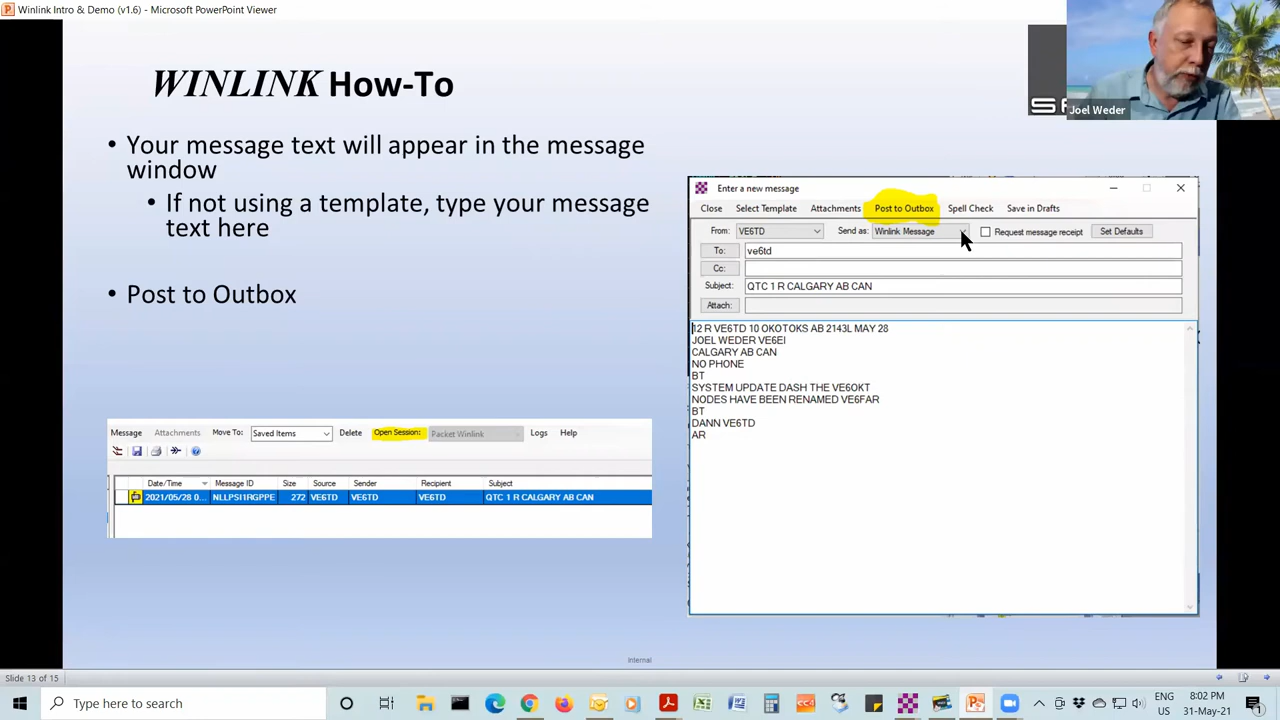 Winlink Intro & Demo (v1.6) - Microsoft PowerPoint Viewer
WINLINK How-To
• Your message text will appear in the message
window
• If not using a template, type your message
text here
• Post to Outbox
Joel Weder
Enter a new message
Close Select Template Attachments Post to Outbox Spell Check Save in Drafts
From: VE6TD Send as: Winlink Message Request message receipt Set Defaults
To: ve6td
Cc:
Subject: QTC 1 R CALGARY AB CAN
Attach:
12 R VE6TD 10 OKOTOKS AB 2143L MAY 28
JOEL WEDER VE6EI
CALGARY AB CAN
NO PHONE
BT
SYSTEM UPDATE DASH THE VE6OKT
NODES HAVE BEEN RENAMED VE6FAR
BT
DANN VE6TD
AR
Message Attachments Move To: Saved Items Delete Open Session: Packet Winlink Logs Help
Date/Time Message ID Size Source Sender Recipient Subject
2021/05/28 0... NLLPSI1RGPPE 272 VE6TD VE6TD VE6TD QTC 1 R CALGARY AB CAN
Internal
Slide 13 of 15
Type here to search
ENG
US
8:02 PM
31-May-21